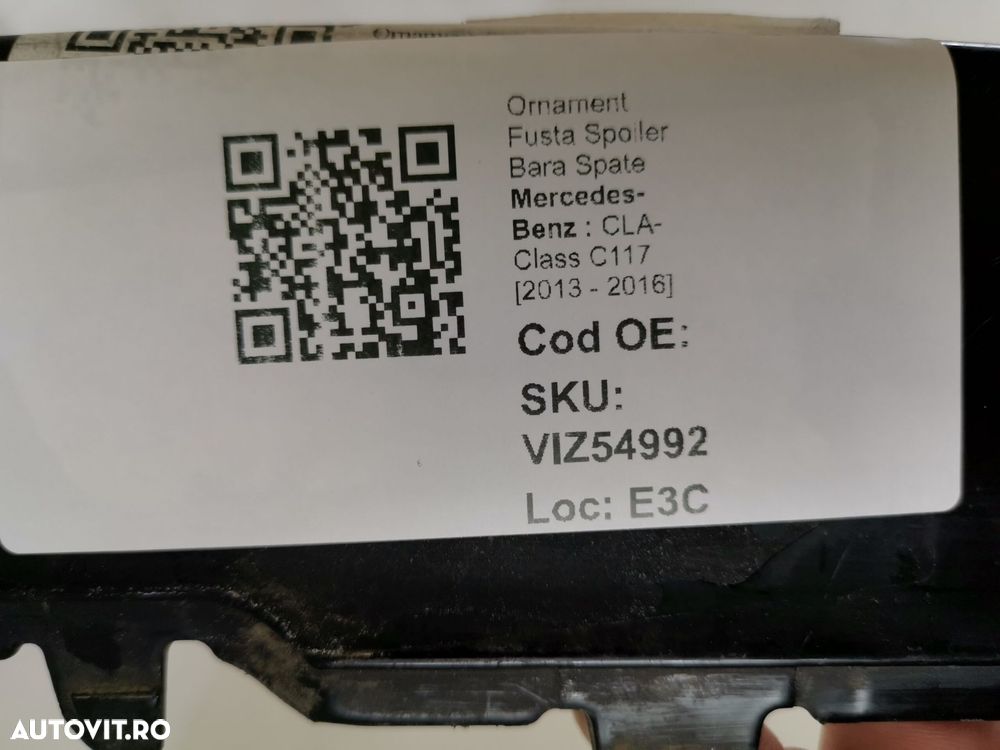 Ornament
Fusta Spoiler
Bara Spate
Mercedes-
Benz : CLA-
Class C117
[2013 - 2016]
Cod OE:
SKU:
VIZ54992
Loc: E3C
AUTOVIT.RO